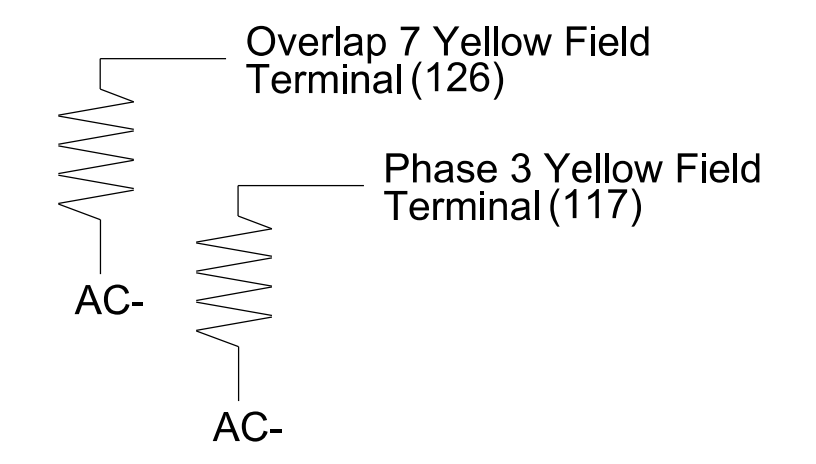 Overlap 7 Yellow Field
Terminal (126)
Phase 3 Yellow Field
Terminal (117)
AC-
AC-